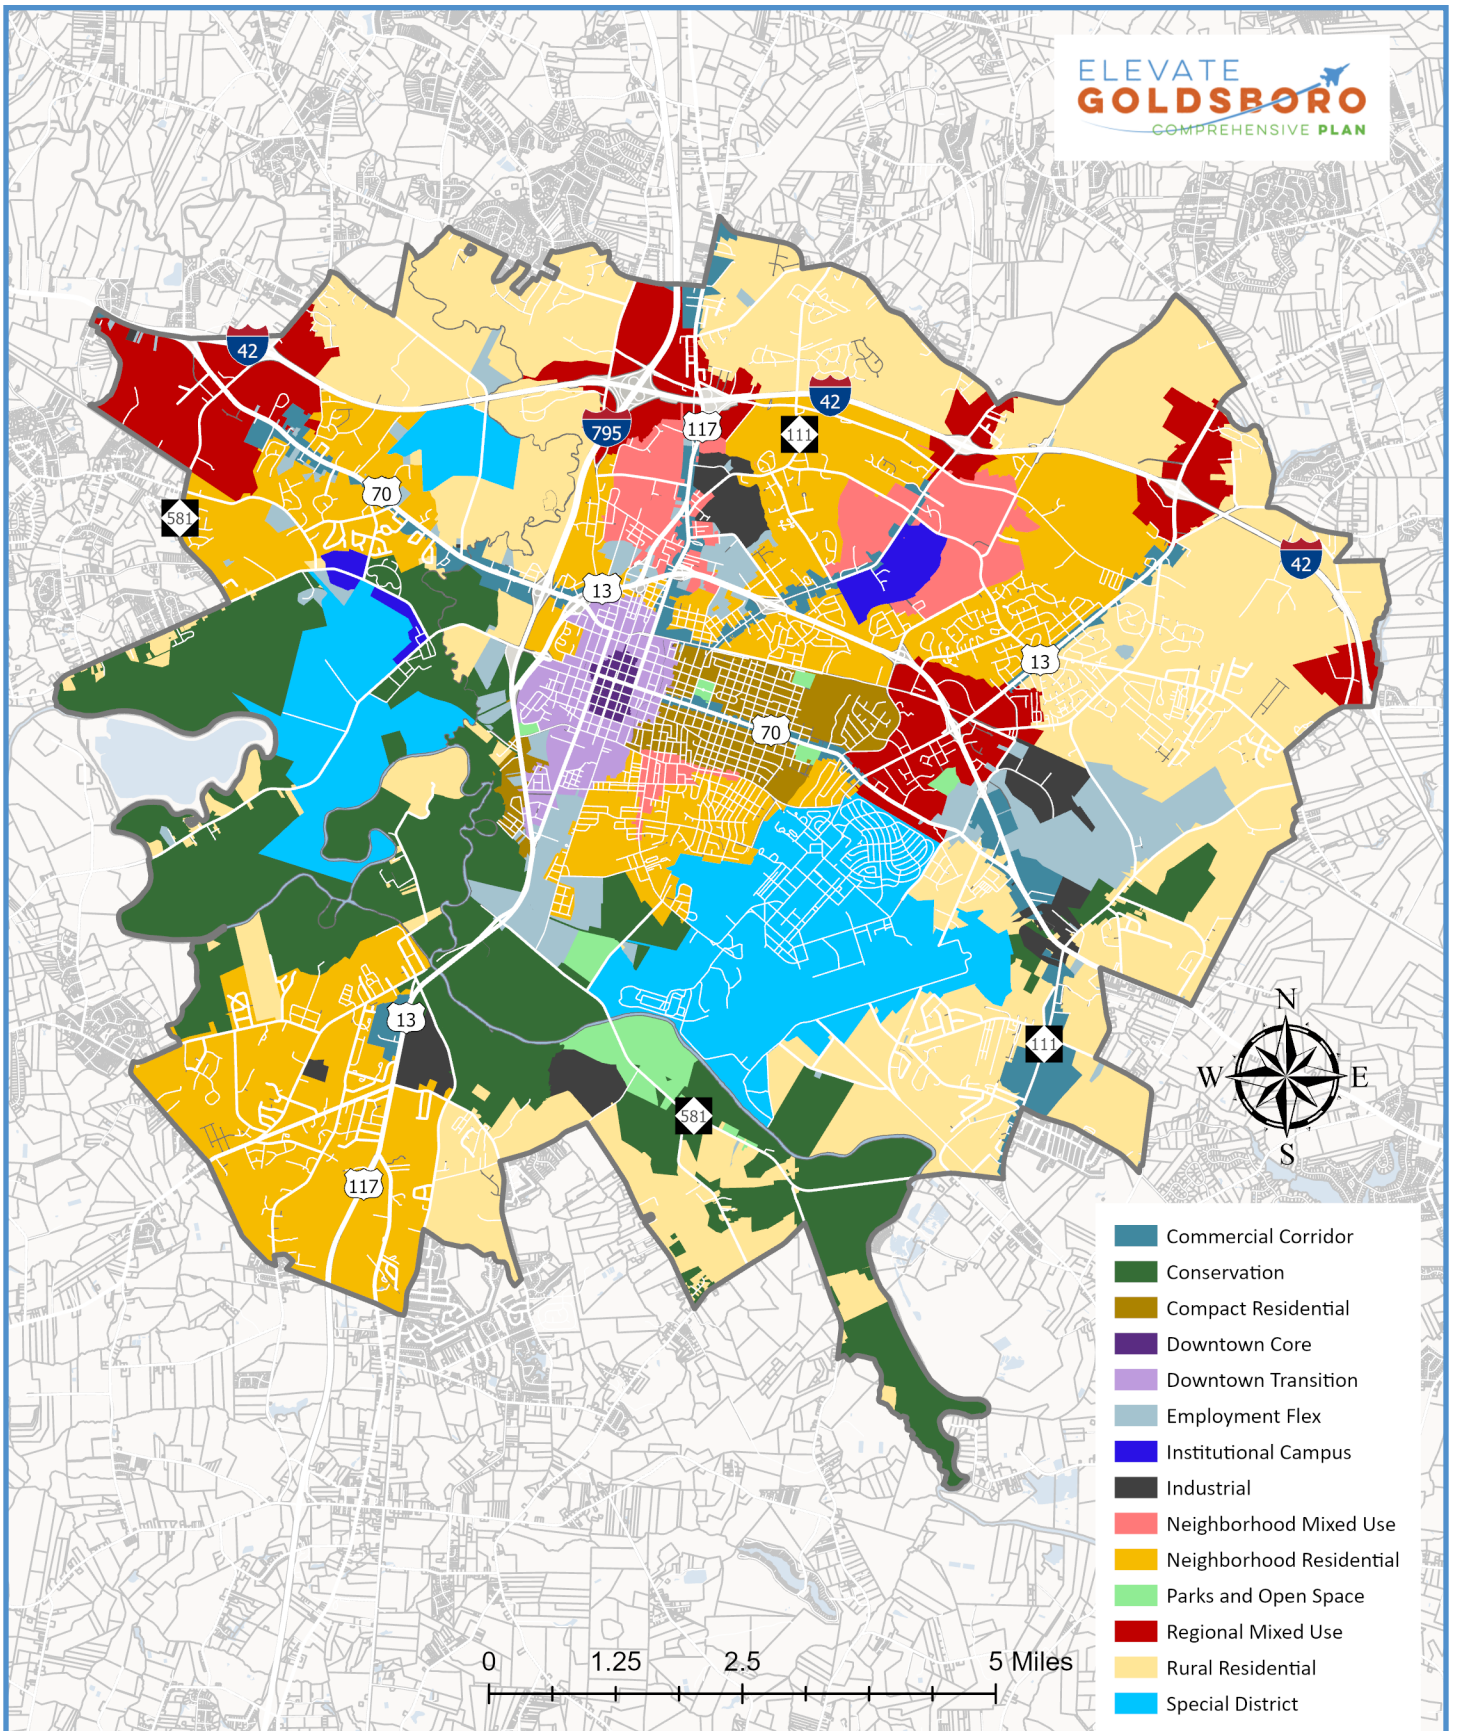 ELEVATE
GOLDSBORO
COMPREHENSIVE PLAN
42
42
795
117
111
70
581
13
42
13
70
13
111
581
117
N
W E
S
Commercial Corridor
Conservation
Compact Residential
Downtown Core
Downtown Transition
Employment Flex
Institutional Campus
Industrial
Neighborhood Mixed Use
Neighborhood Residential
Parks and Open Space
Regional Mixed Use
Rural Residential
Special District
0 1.25 2.5 5 Miles